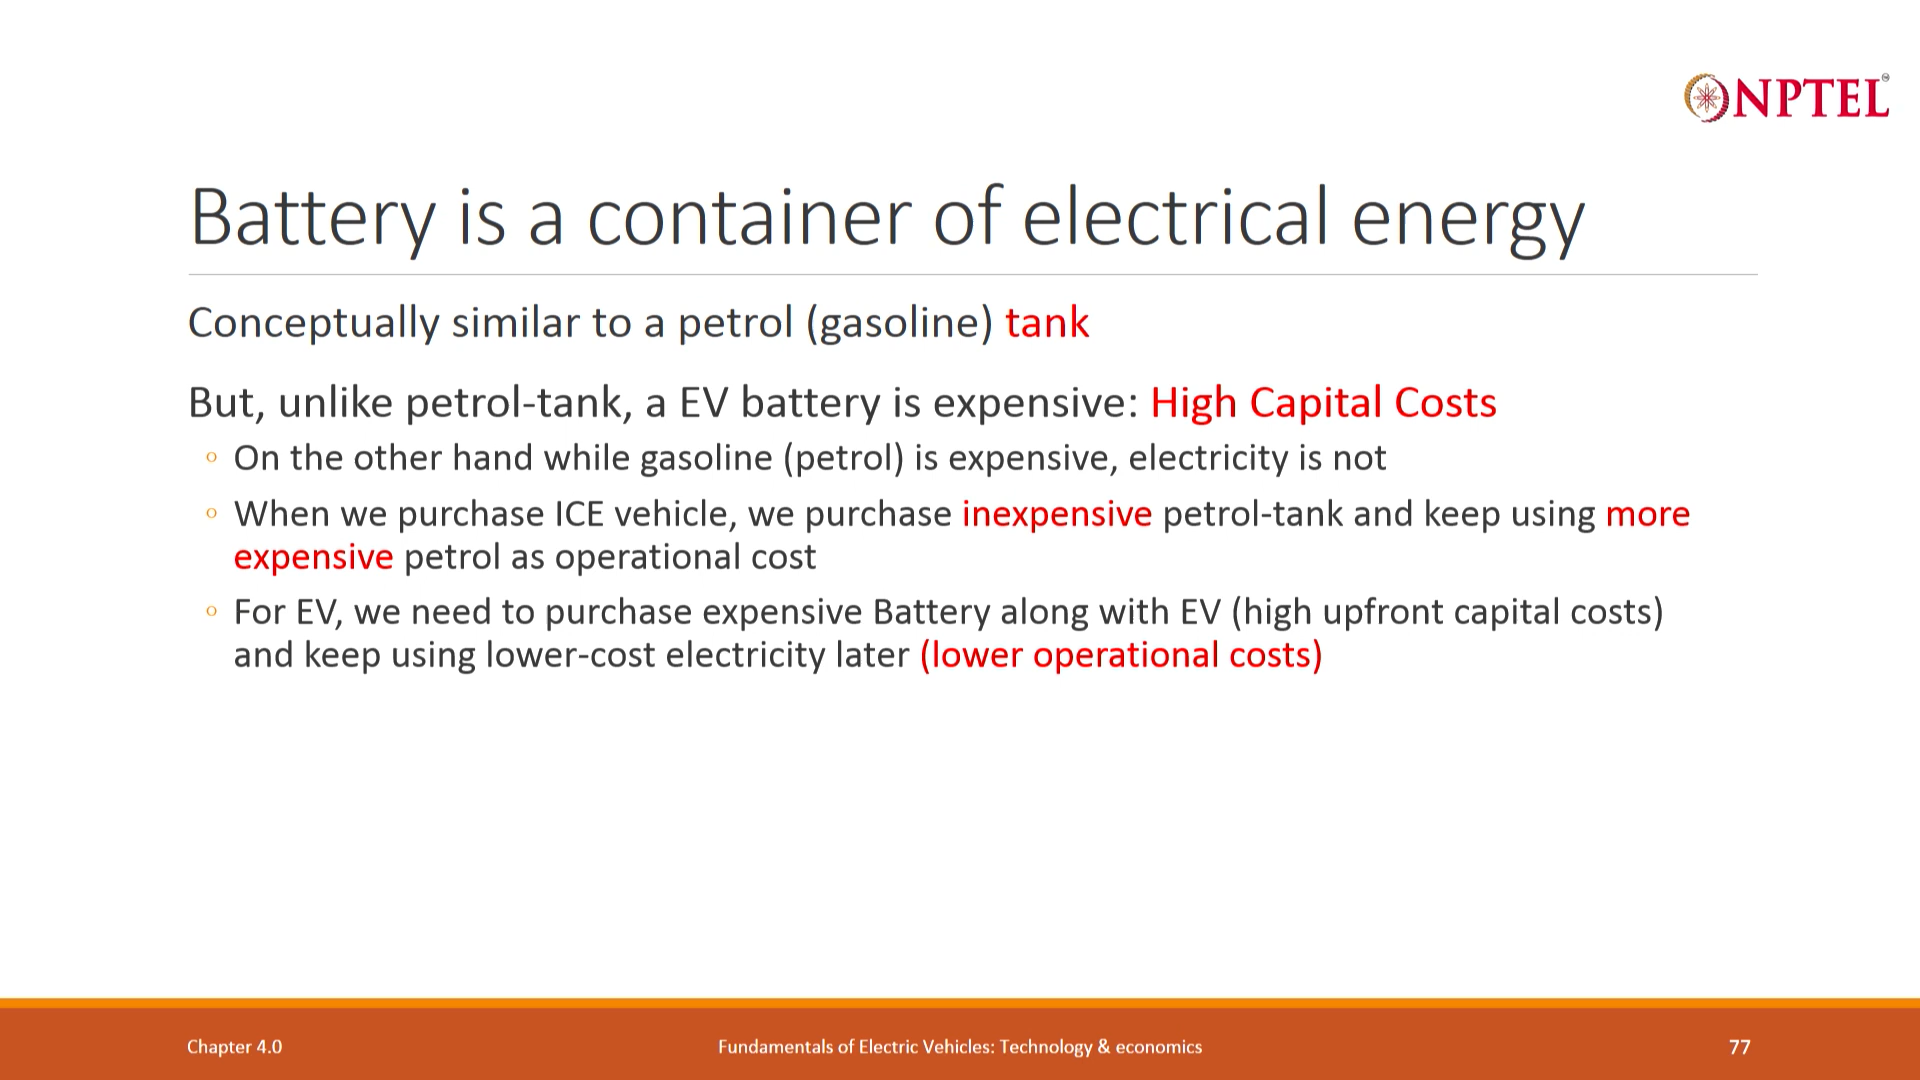 NPTEL
Battery is a container of electrical energy
Conceptually similar to a petrol (gasoline) tank
But, unlike petrol-tank, a EV battery is expensive: High Capital Costs
◦ On the other hand while gasoline (petrol) is expensive, electricity is not
◦ When we purchase ICE vehicle, we purchase inexpensive petrol-tank and keep using more
expensive petrol as operational cost
◦ For EV, we need to purchase expensive Battery along with EV (high upfront capital costs)
and keep using lower-cost electricity later (lower operational costs)
Chapter 4.0
Fundamentals of Electric Vehicles: Technology & economics
77